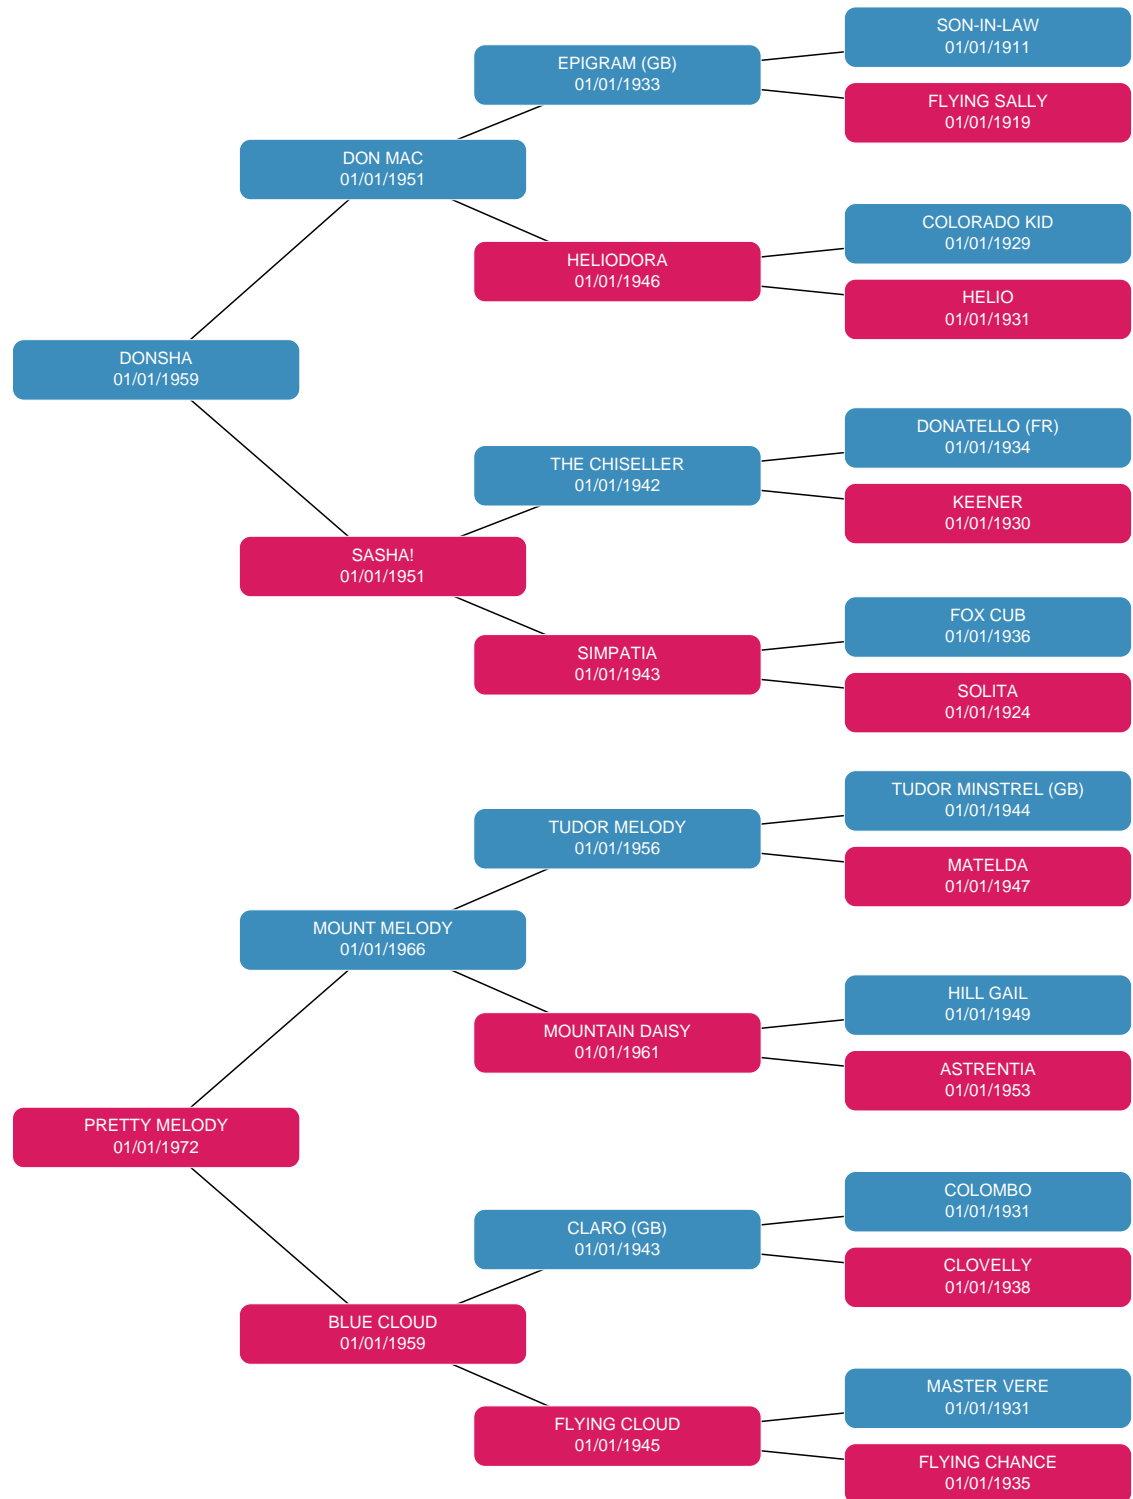 SON-IN-LAW
01/01/1911
EPIGRAM (GB)
01/01/1933
FLYING SALLY
01/01/1919
DON MAC
01/01/1951
COLORADO KID
01/01/1929
HELIODORA
01/01/1946
HELIO
01/01/1931
DONSHA
01/01/1959
DONATELLO (FR)
01/01/1934
THE CHISELLER
01/01/1942
KEENER
01/01/1930
SASHA!
01/01/1951
FOX CUB
01/01/1936
SIMPATIA
01/01/1943
SOLITA
01/01/1924
TUDOR MINSTREL (GB)
01/01/1944
TUDOR MELODY
01/01/1956
MATELDA
01/01/1947
MOUNT MELODY
01/01/1966
HILL GAIL
01/01/1949
MOUNTAIN DAISY
01/01/1961
ASTRENTIA
01/01/1953
PRETTY MELODY
01/01/1972
COLOMBO
01/01/1931
CLARO (GB)
01/01/1943
CLOVELLY
01/01/1938
BLUE CLOUD
01/01/1959
MASTER VERE
01/01/1931
FLYING CLOUD
01/01/1945
FLYING CHANCE
01/01/1935